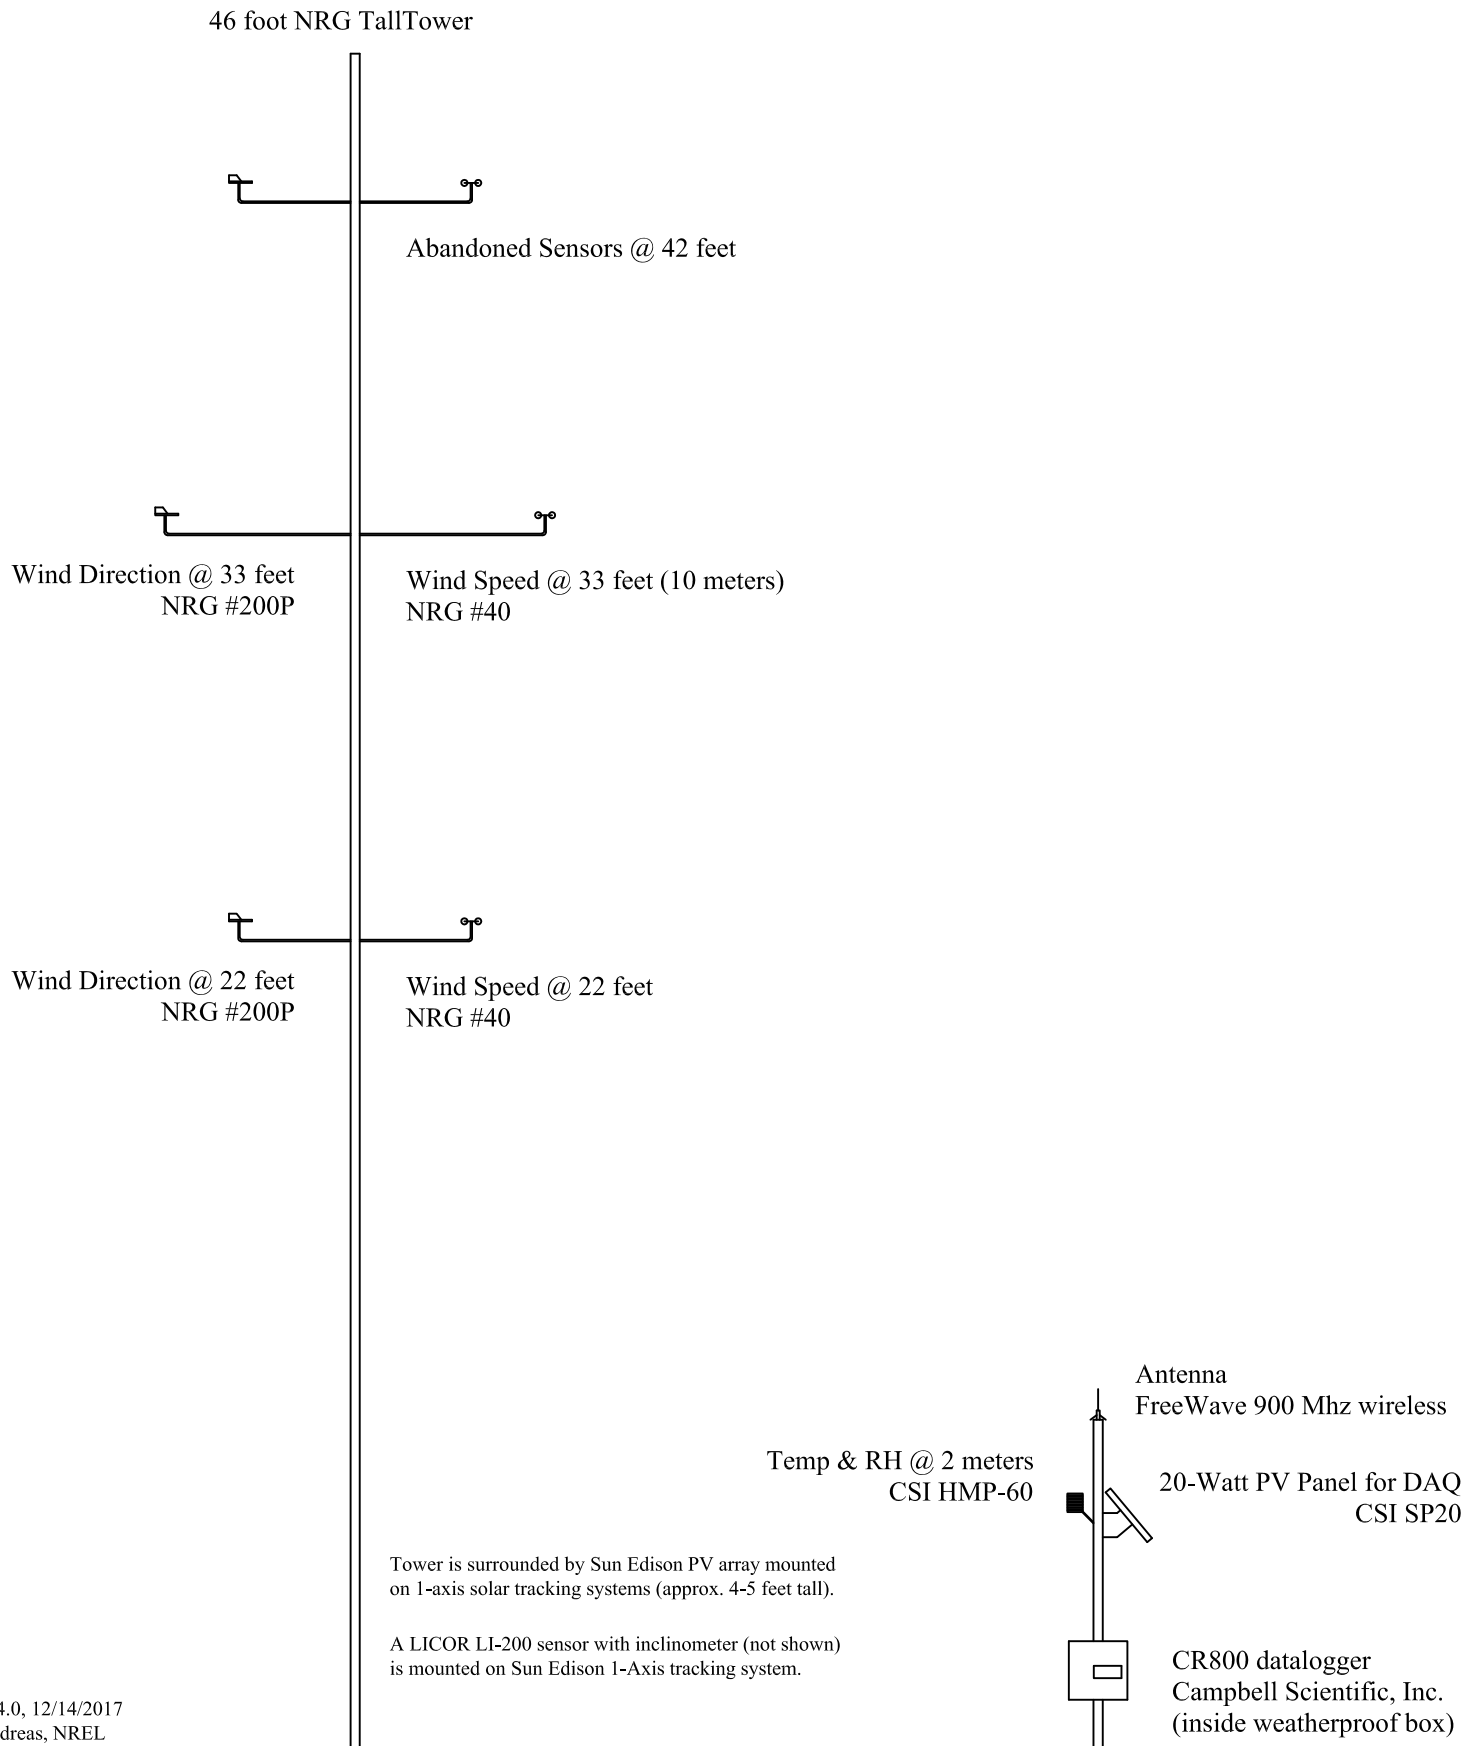 46 foot NRG TallTower
Abandoned Sensors @ 42 feet
Wind Direction @ 33 feet
NRG #200P
Wind Speed @ 33 feet (10 meters)
NRG #40
Wind Direction @ 22 feet
NRG #200P
Wind Speed @ 22 feet
NRG #40
Antenna
FreeWave 900 Mhz wireless
Temp & RH @ 2 meters
CSI HMP-60
20-Watt PV Panel for DAQ
CSI SP20
Tower is surrounded by Sun Edison PV array mounted
on 1-axis solar tracking systems (approx. 4-5 feet tall).
A LICOR LI-200 sensor with inclinometer (not shown)
is mounted on Sun Edison 1-Axis tracking system.
CR800 datalogger
Campbell Scientific, Inc.
(inside weatherproof box)
4.0, 12/14/2017
dreas, NREL